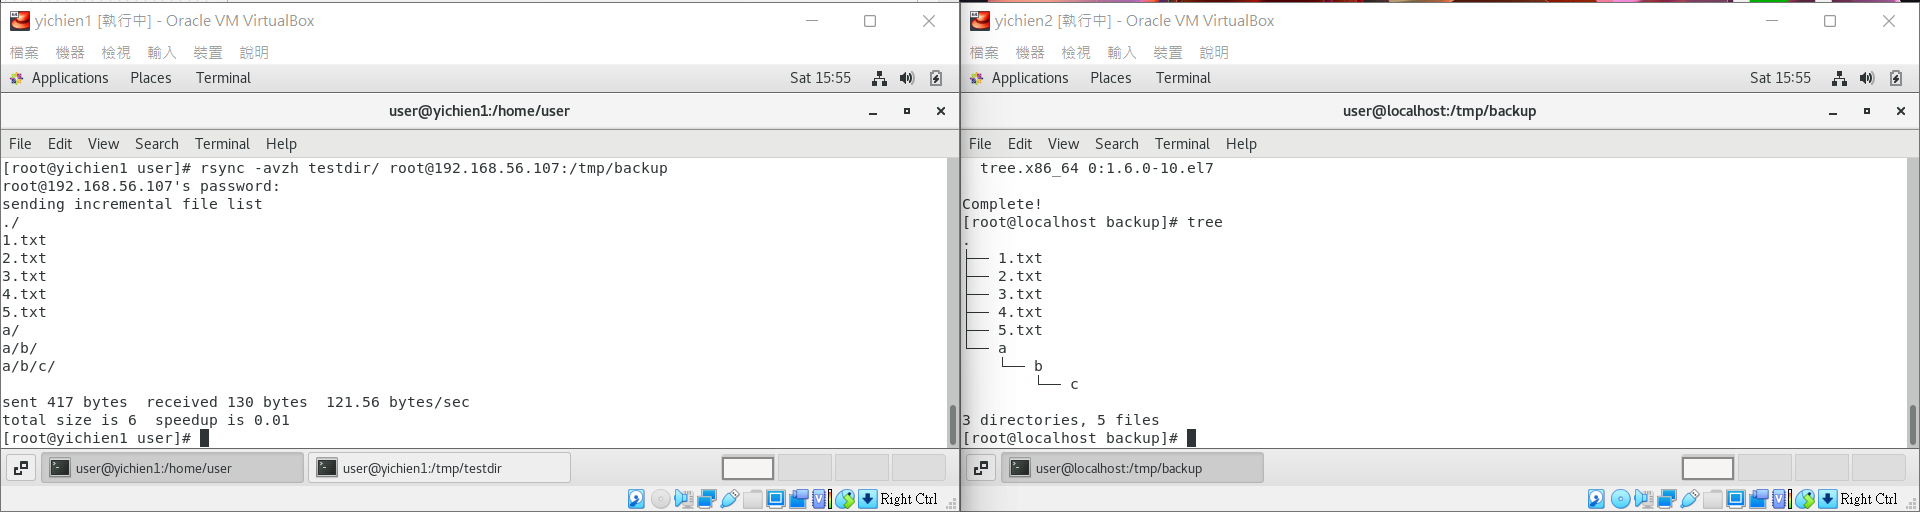 yichien1 [執行中] - Oracle VM VirtualBox
檔案 機器 檢視 輸入 裝置 說明
Applications Places Terminal Sat 15:55
user@yichien1:/home/user
File Edit View Search Terminal Help
[root@yichien1 user]# rsync -avzh testdir/ root@192.168.56.107:/tmp/backup
root@192.168.56.107's password:
sending incremental file list
./
1.txt
2.txt
3.txt
4.txt
5.txt
a/
a/b/
a/b/c/
sent 417 bytes  received 130 bytes  121.56 bytes/sec
total size is 6  speedup is 0.01
[root@yichien1 user]#
user@yichien1:/home/user user@yichien1:/tmp/testdir
Right Ctrl
yichien2 [執行中] - Oracle VM VirtualBox
檔案 機器 檢視 輸入 裝置 說明
Applications Places Terminal Sat 15:55
user@localhost:/tmp/backup
File Edit View Search Terminal Help
tree.x86_64 0:1.6.0-10.el7
Complete!
[root@localhost backup]# tree
.
├── 1.txt
├── 2.txt
├── 3.txt
├── 4.txt
├── 5.txt
└── a
    └── b
        └── c
3 directories, 5 files
[root@localhost backup]#
user@localhost:/tmp/backup
Right Ctrl